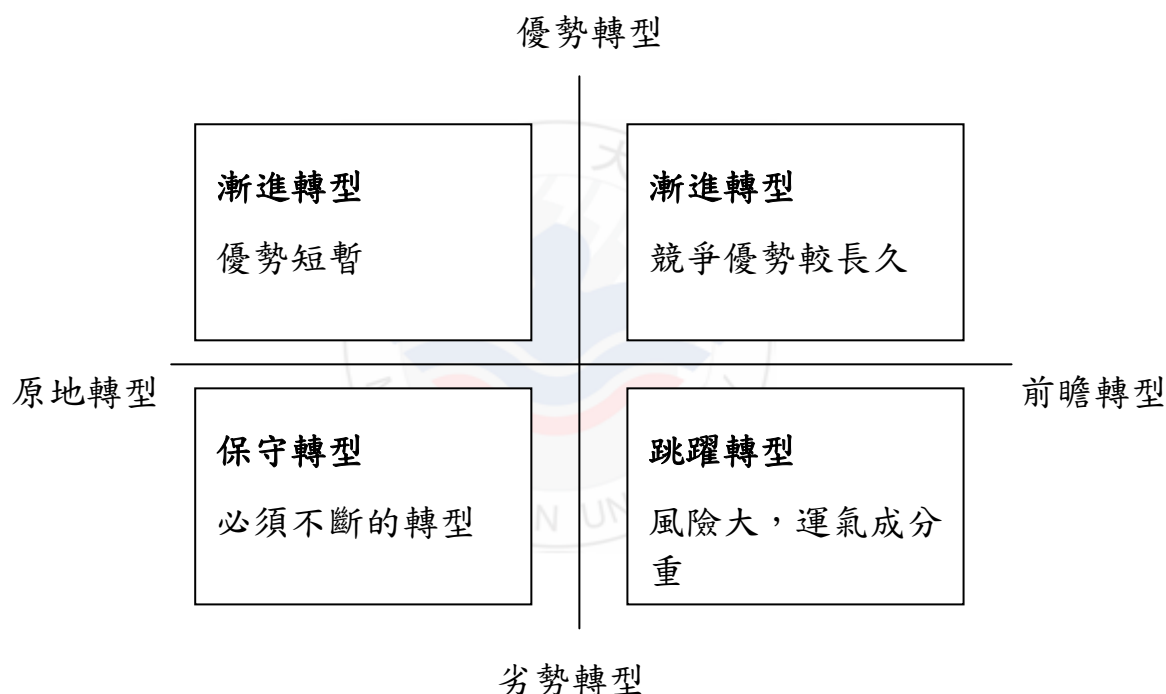 優勢轉型
漸進轉型
優勢短暫
漸進轉型
競爭優勢較長久
原地轉型
前瞻轉型
保守轉型
必須不斷的轉型
跳躍轉型
風險大，運氣成分
重
劣勢轉型
大
N UN